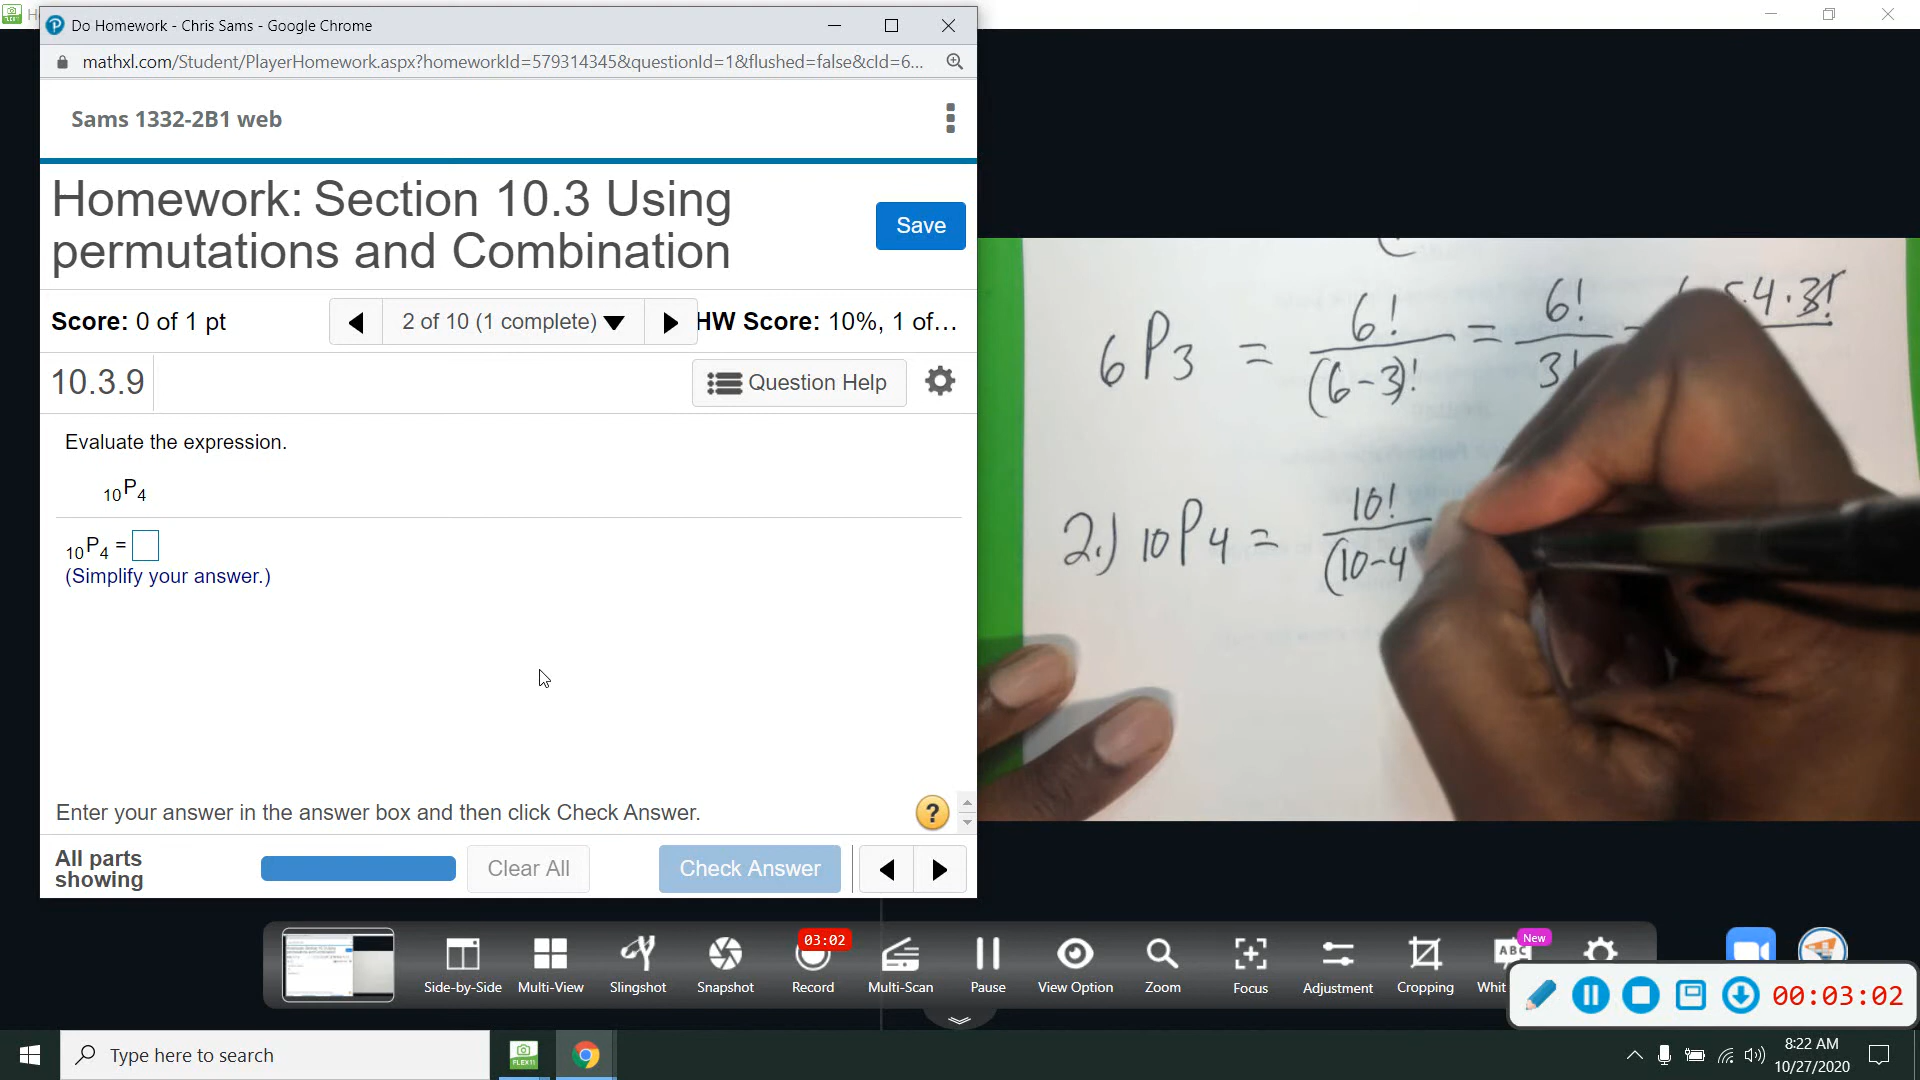 Do Homework - Chris Sams - Google Chrome
mathxl.com/Student/PlayerHomework.aspx?homeworkId=579314345&questionId=1&flushed=false&cId=6...
Sams 1332-2B1 web
Homework: Section 10.3 Using
permutations and Combination
Save
Score: 0 of 1 pt
2 of 10 (1 complete)
HW Score: 10%, 1 of...
10.3.9
Question Help
Evaluate the expression.
10P4
10P4 =
(Simplify your answer.)
Enter your answer in the answer box and then click Check Answer.
?
All parts
showing
Clear All
Check Answer
6P3 = 6!/(6-3)! = 6!/3!
4·3!
2.) 10P4 = 10!/(10-4
03:02
New
ABC
Side-by-Side
Multi-View
Slingshot
Snapshot
Record
Multi-Scan
Pause
View Option
Zoom
Focus
Adjustment
Cropping
Whit
00:03:02
Type here to search
FLEX11
8:22 AM
10/27/2020